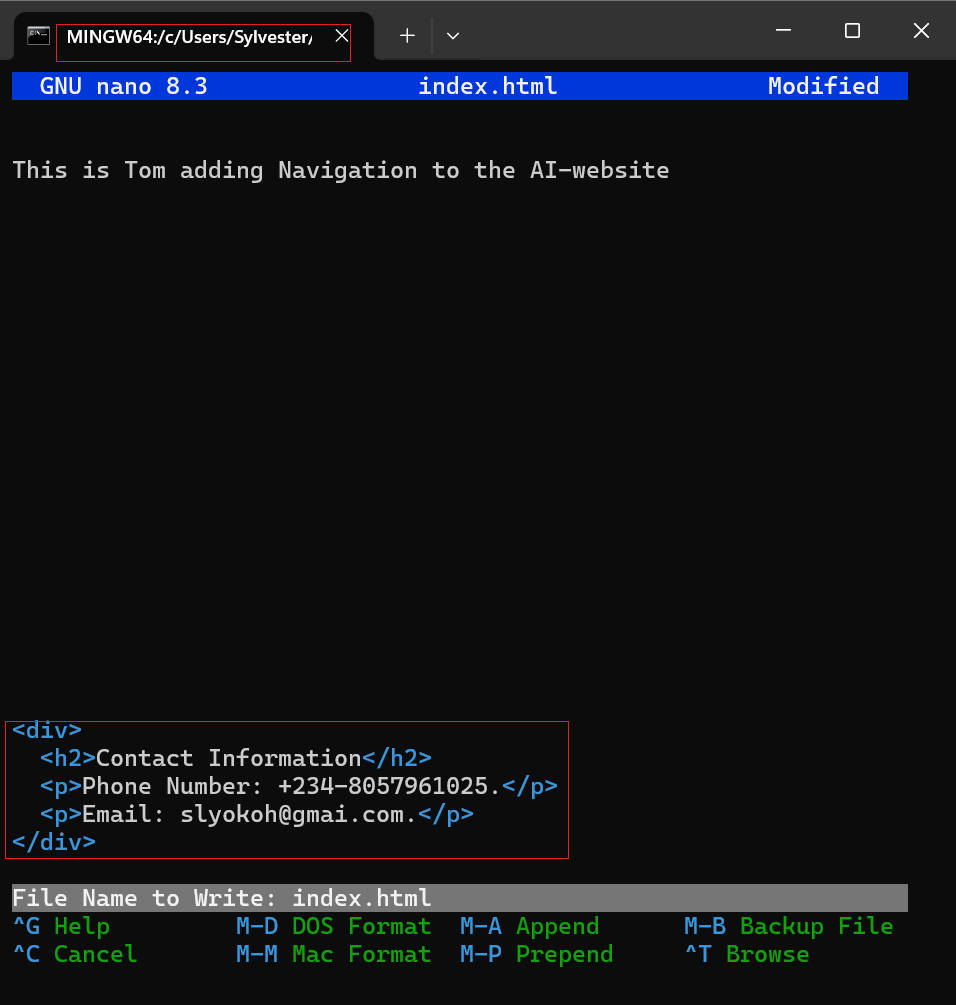 MINGW64:/c/Users/Sylvester/
GNU nano 8.3 index.html Modified
This is Tom adding Navigation to the AI-website
<div>
  <h2>Contact Information</h2>
  <p>Phone Number: +234-8057961025.</p>
  <p>Email: slyokoh@gmai.com.</p>
</div>
File Name to Write: index.html
^G Help M-D DOS Format M-A Append M-B Backup File
^C Cancel M-M Mac Format M-P Prepend ^T Browse